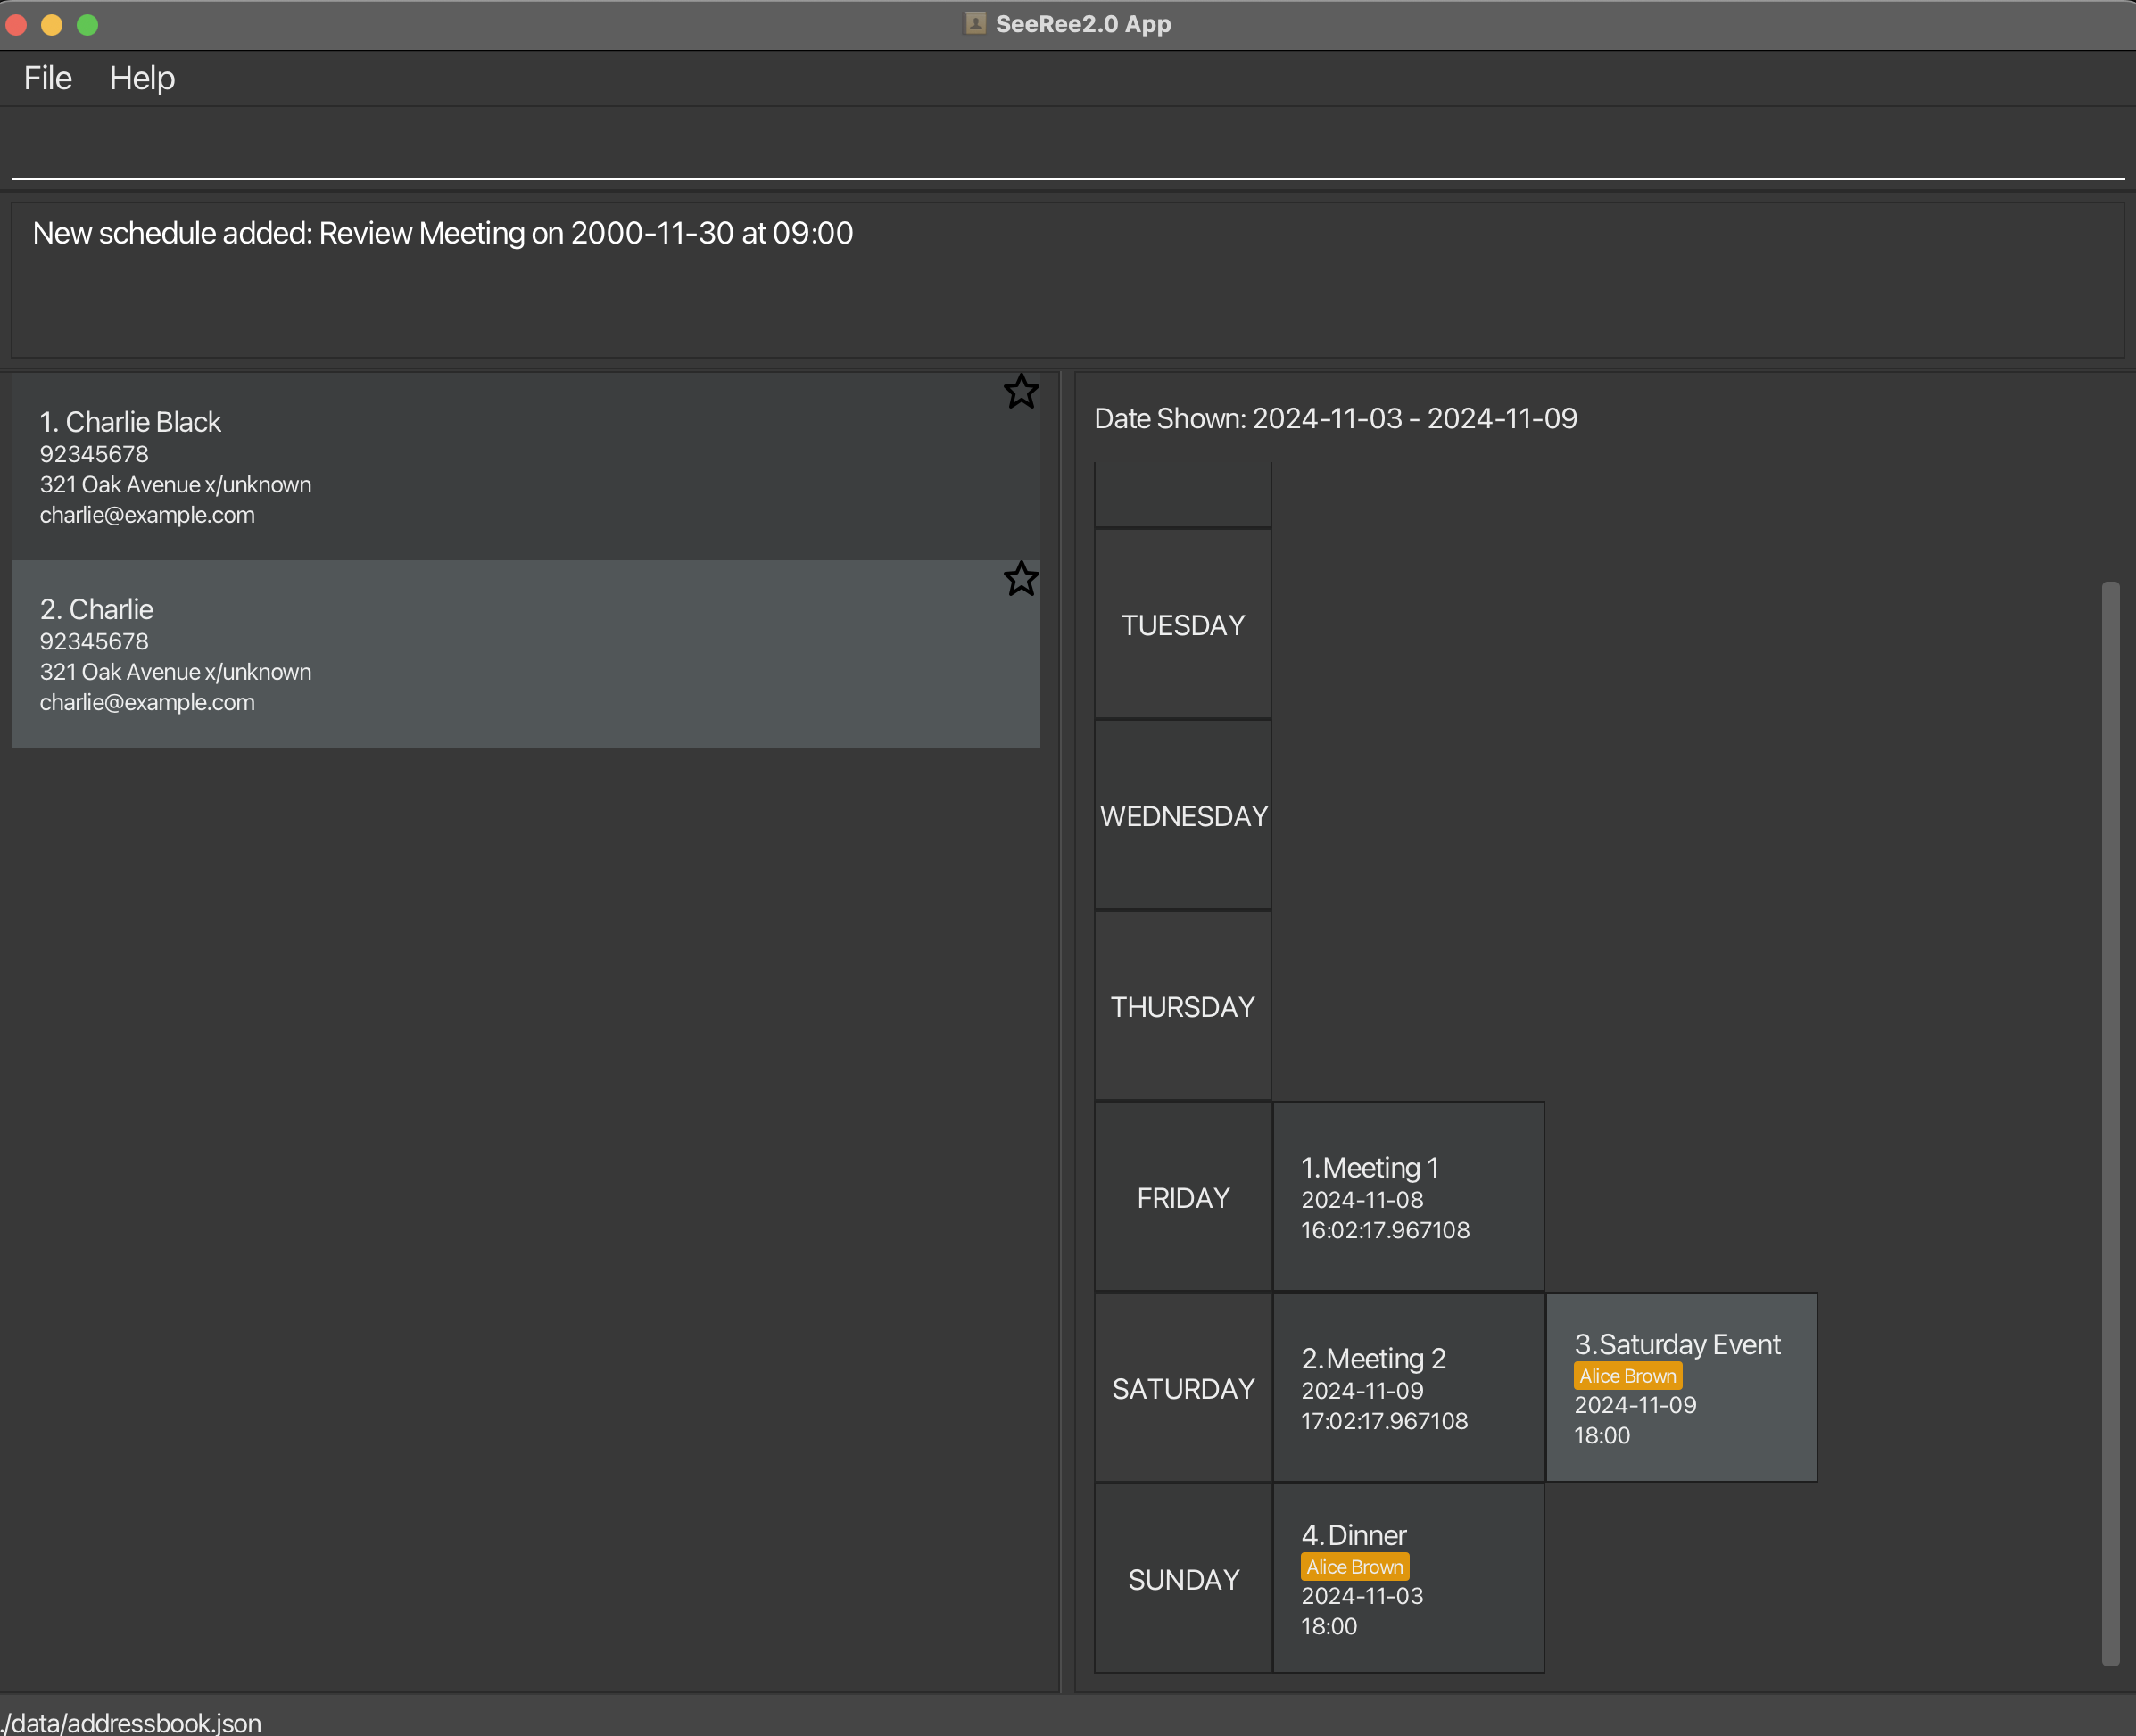 SeeRee2.0 App
File Help
New schedule added: Review Meeting on 2000-11-30 at 09:00
1. Charlie Black
92345678
321 Oak Avenue x/unknown
charlie@example.com
2. Charlie
92345678
321 Oak Avenue x/unknown
charlie@example.com
Date Shown: 2024-11-03 - 2024-11-09
TUESDAY
WEDNESDAY
THURSDAY
FRIDAY
1.Meeting 1
2024-11-08
16:02:17.967108
SATURDAY
2.Meeting 2
2024-11-09
17:02:17.967108
3.Saturday Event
Alice Brown
2024-11-09
18:00
SUNDAY
4.Dinner
Alice Brown
2024-11-03
18:00
./data/addressbook.json